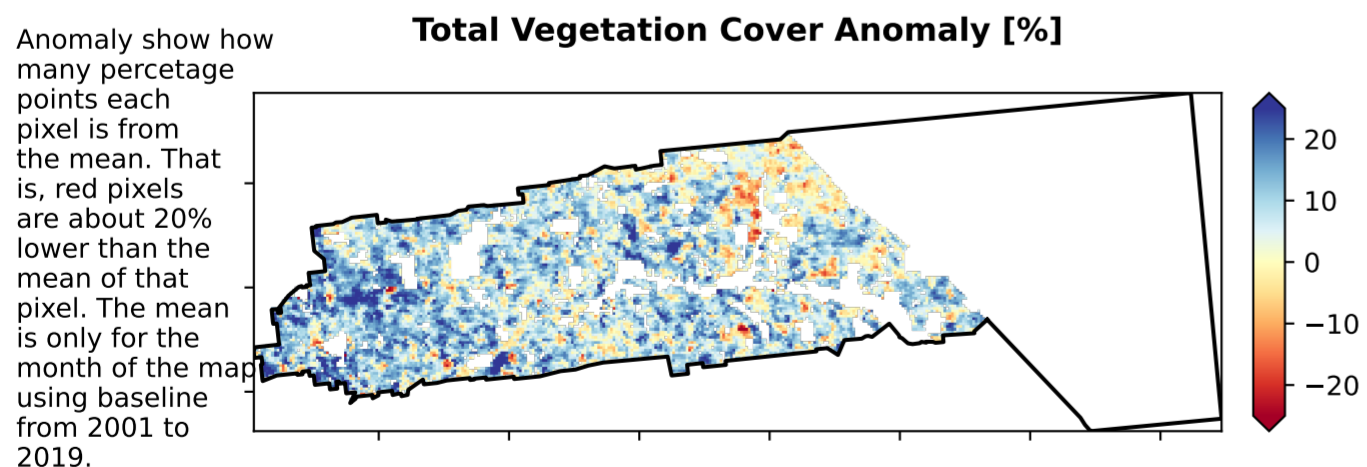 Total Vegetation Cover Anomaly [%]
Anomaly show how
many percetage
points each
pixel is from
the mean. That
is, red pixels
are about 20%
lower than the
mean of that
pixel. The mean
is only for the
month of the map
using baseline
from 2001 to
2019.
20
10
0
−10
−20